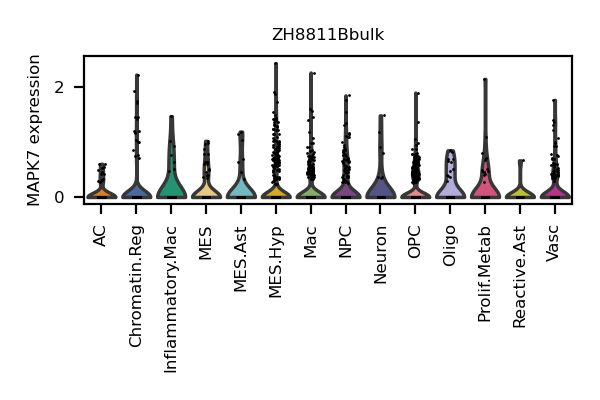 ZH8811Bbulk
MAPK7 expression
2
0
AC
Chromatin.Reg
Inflammatory.Mac
MES
MES.Ast
MES.Hyp
Mac
NPC
Neuron
OPC
Oligo
Prolif.Metab
Reactive.Ast
Vasc